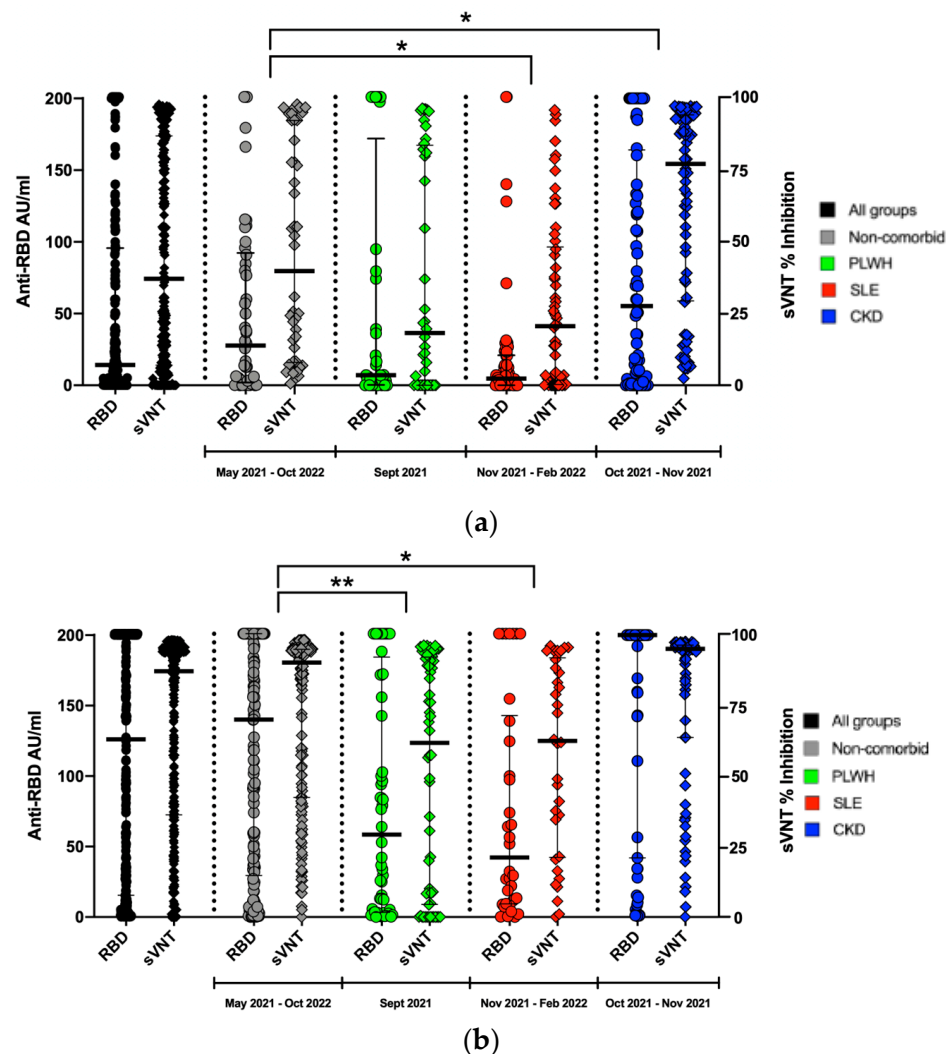 *
*
Anti-RBD AU/ml
200
150
100
50
0
100
75
50
25
0
sVNT % Inhibition
All groups
Non-comorbid
PLWH
SLE
CKD
RBD sVNT RBD sVNT RBD sVNT RBD sVNT RBD sVNT
May 2021 - Oct 2022 Sept 2021 Nov 2021 - Feb 2022 Oct 2021 - Nov 2021
(a)
*
**
Anti-RBD AU/ml
200
150
100
50
0
100
75
50
25
0
sVNT % Inhibition
All groups
Non-comorbid
PLWH
SLE
CKD
RBD sVNT RBD sVNT RBD sVNT RBD sVNT RBD sVNT
May 2021 - Oct 2022 Sept 2021 Nov 2021 - Feb 2022 Oct 2021 - Nov 2021
(b)